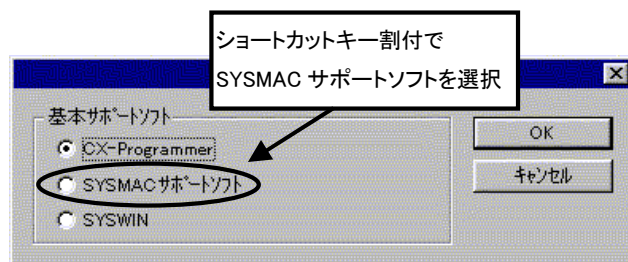 ショートカットキー割付で
SYSMAC サポートソフトを選択
基本ｻﾎﾟｰﾄｿﾌﾄ
CX-Programmer
SYSMACｻﾎﾟｰﾄｿﾌﾄ
SYSWIN
OK
ｷｬﾝｾﾙ